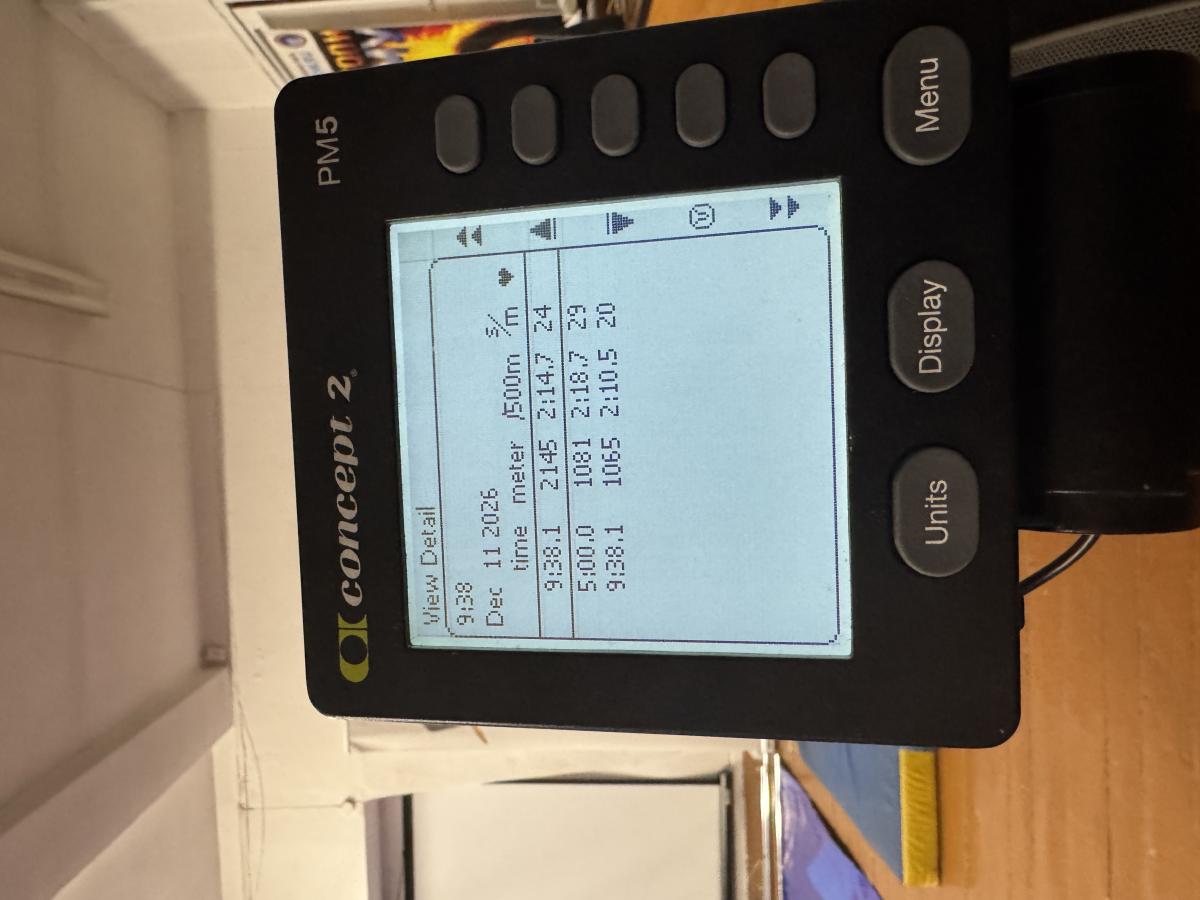 concept 2
PM5
View Detail
9:38
Dec 11 2026
time meter /500m s/m
9:38.1 2145 2:14.7 24
5:00.0 1081 2:18.7 29
9:38.1 1065 2:10.5 20
Units
Display
Menu